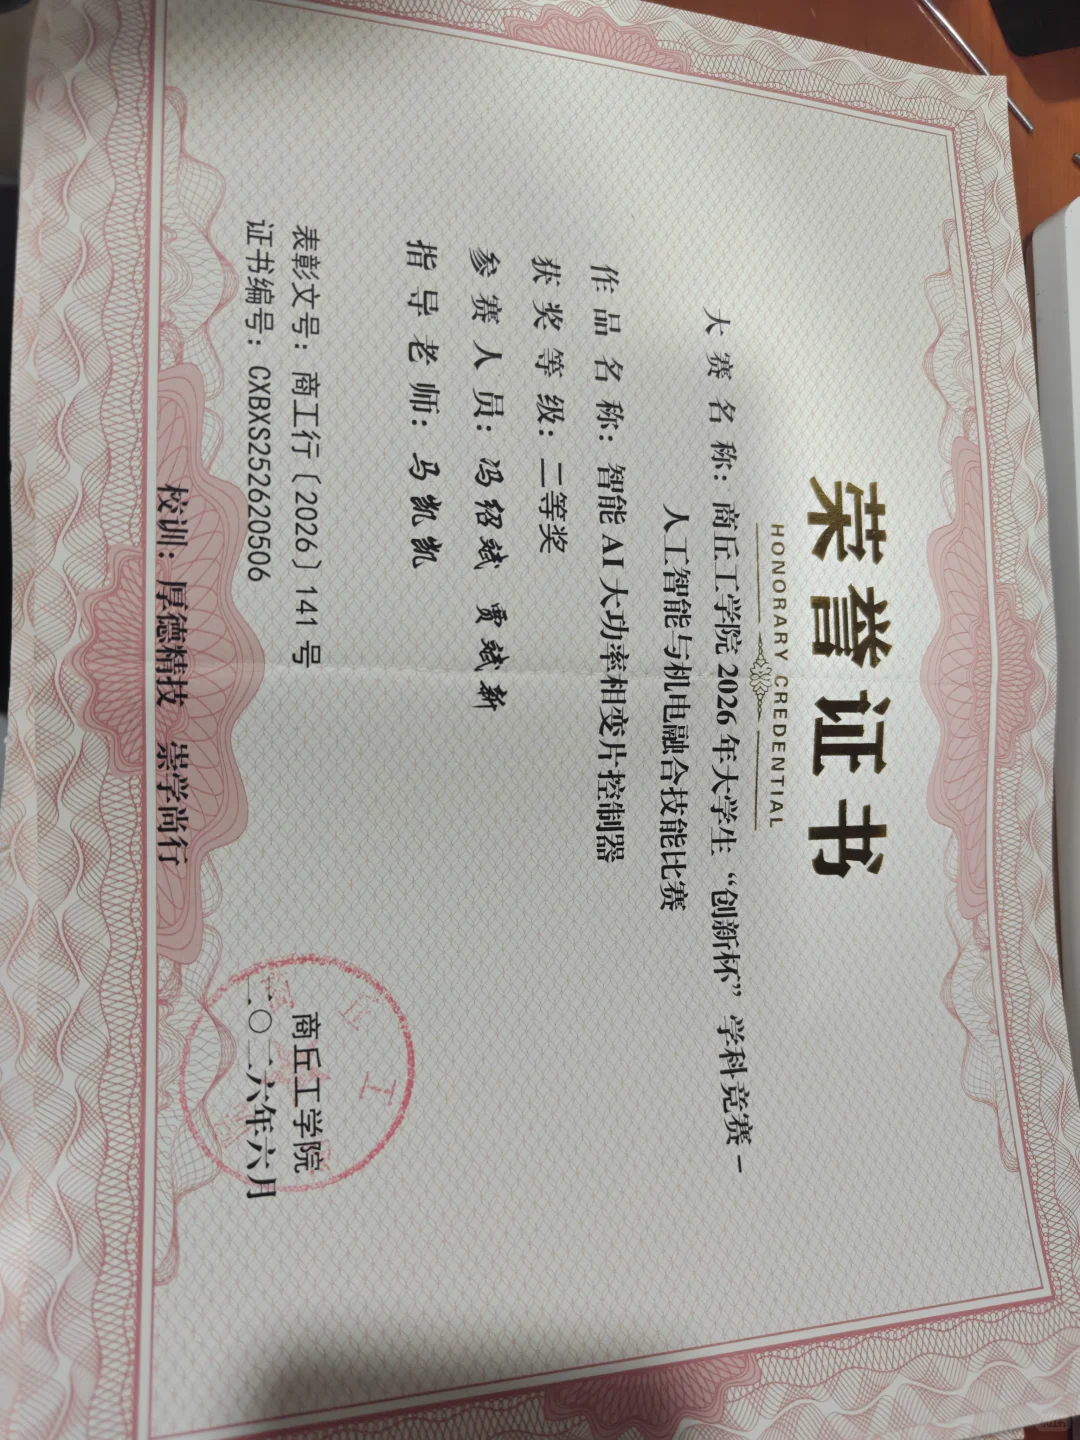 荣誉证书
HONORARY CREDENTIAL
大赛名称：商丘工学院2026年大学生“创新杯”学科竞赛－
人工智能与机电融合技能比赛
作品名称：智能AI大功率相变片控制器
获奖等级：二等奖
参赛人员：冯绍斌 贾斌新
指导老师：马凯凯
表彰文号：商工行〔2026〕141号
证书编号：CXBXS252620506
商丘工学院
二〇二六年六月
校训：厚德精技 崇学尚行